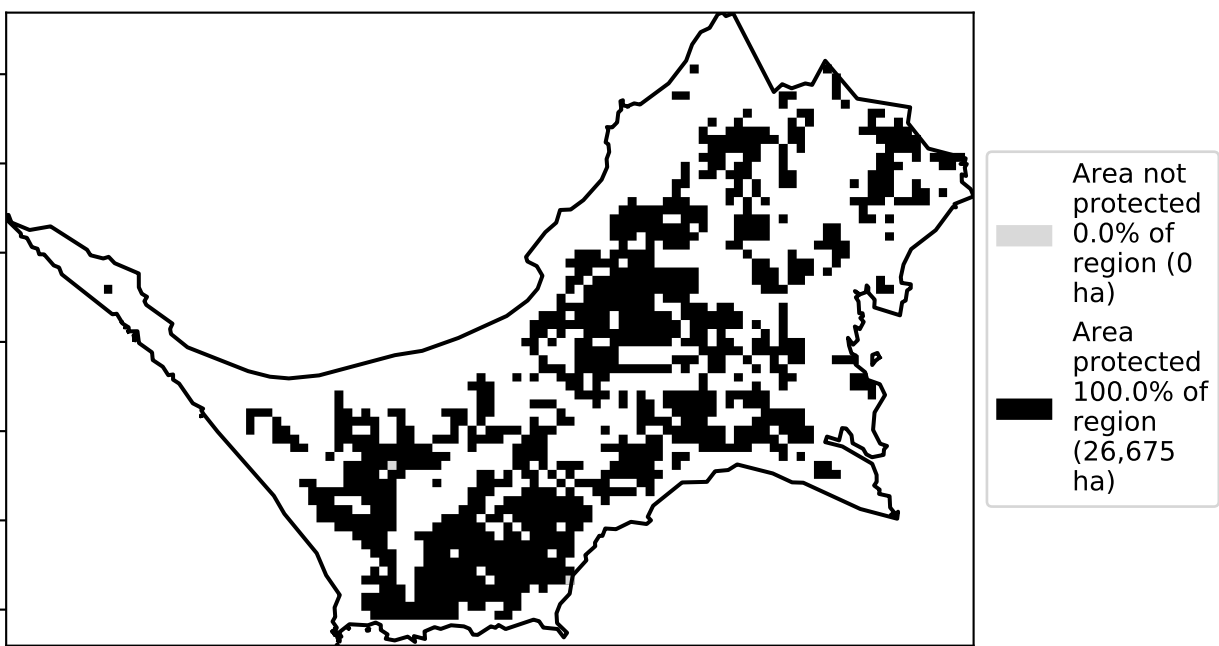 Area not
protected
0.0% of
region (0
ha)
Area
protected
100.0% of
region
(26,675
ha)